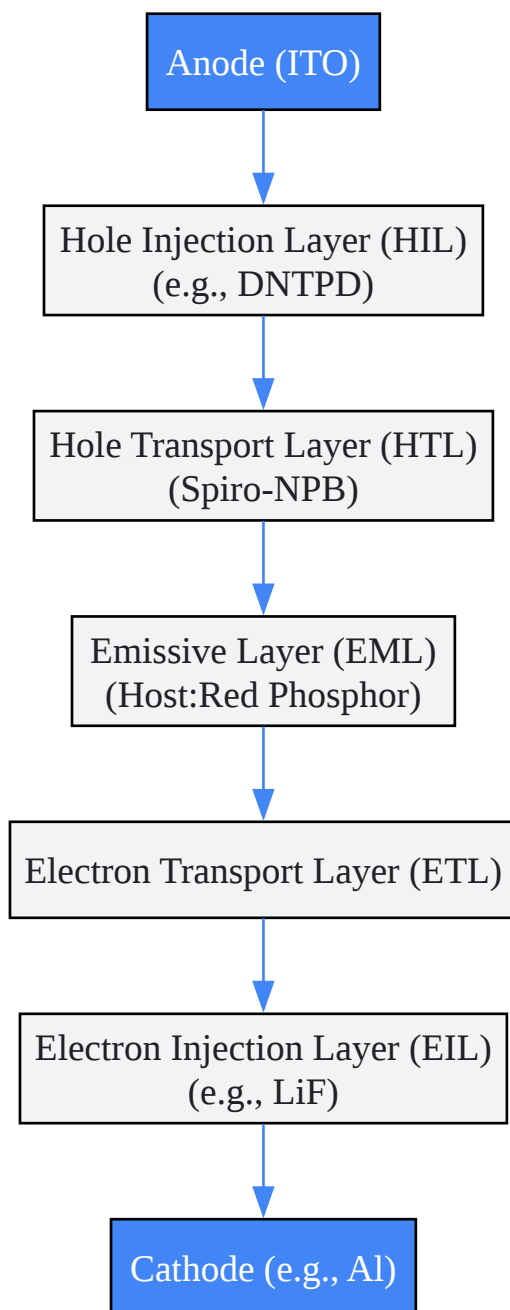 Anode (ITO)
Hole Injection Layer (HIL)
(e.g., DNTPD)
Hole Transport Layer (HTL)
(Spiro-NPB)
Emissive Layer (EML)
(Host:Red Phosphor)
Electron Transport Layer (ETL)
Electron Injection Layer (EIL)
(e.g., LiF)
Cathode (e.g., Al)